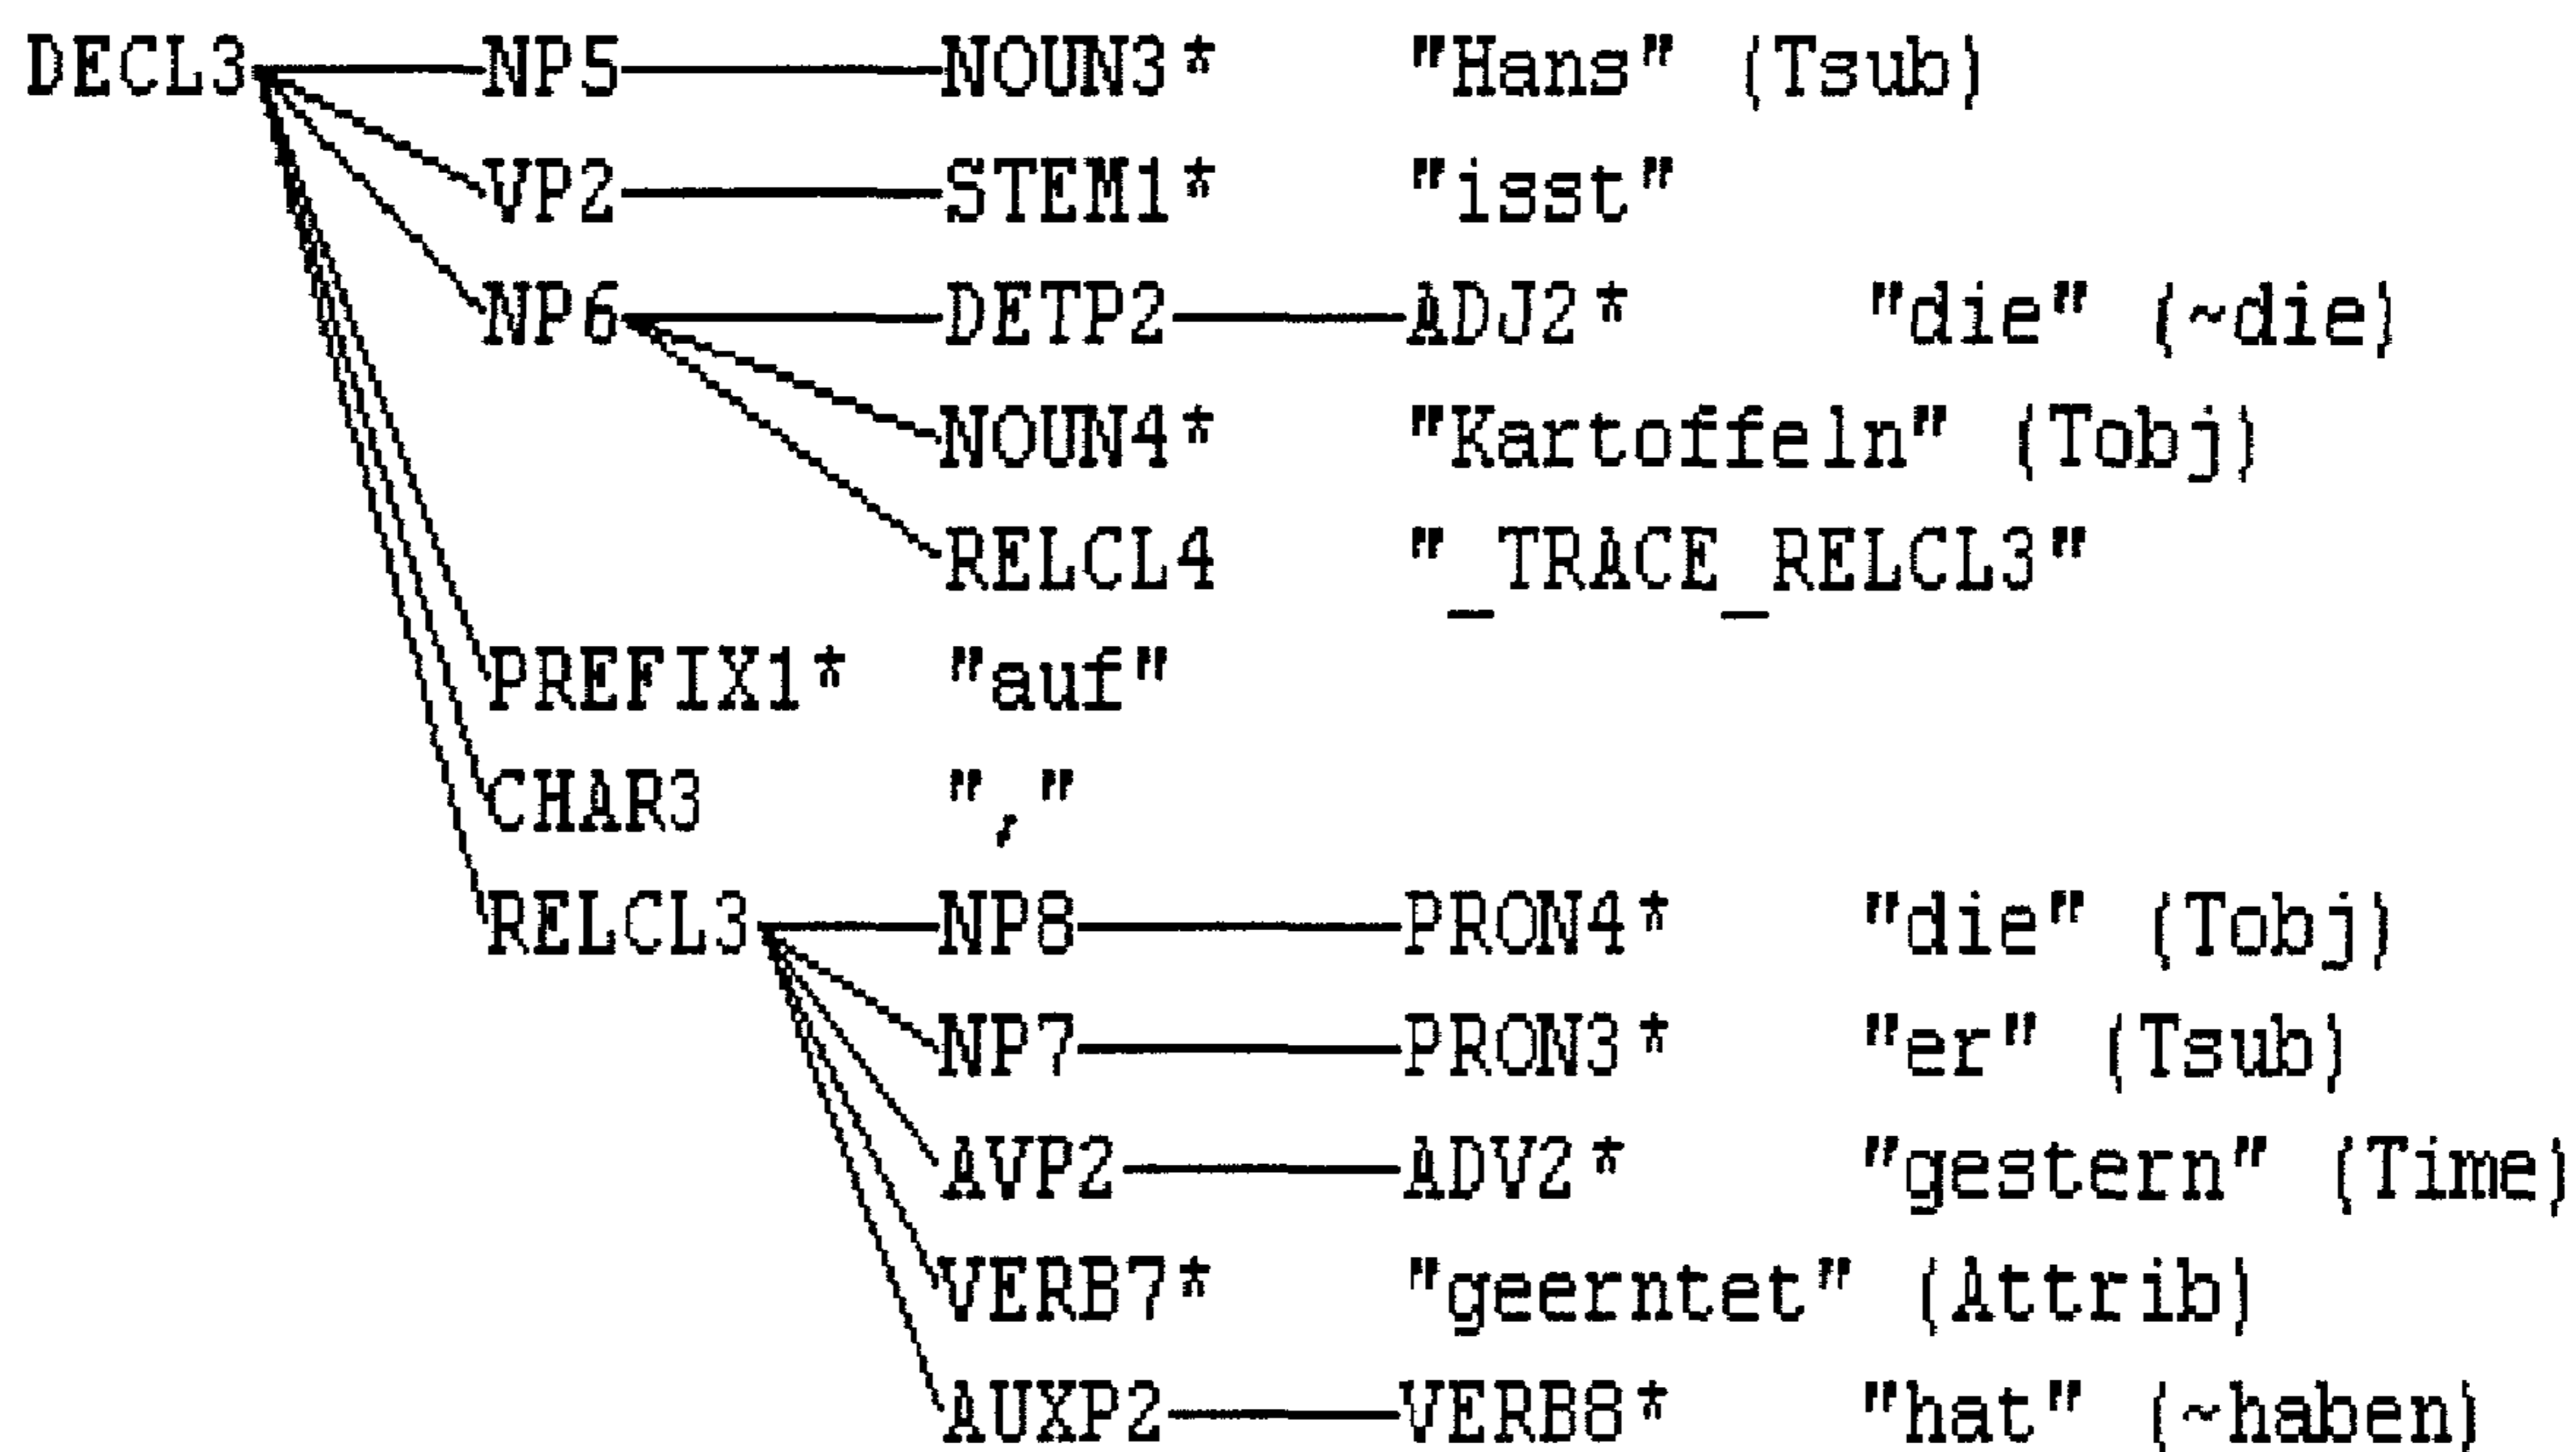 DECL3 NP5 NOUN3* "Hans" (Tsub)
VP2 STEM1* "isst"
NP6 DETP2 ADJ2* "die" (~die)
NOUN4* "Kartoffeln" (Tobj)
RELCL4 "_TRACE_RELCL3"
PREFIX1* "auf"
CHAR3 ","
RELCL3 NP8 PRON4* "die" (Tobj)
NP7 PRON3* "er" (Tsub)
AVP2 ADV2* "gestern" (Time)
VERB7* "geerntet" (Attrib)
AUXP2 VERB8* "hat" (~haben)